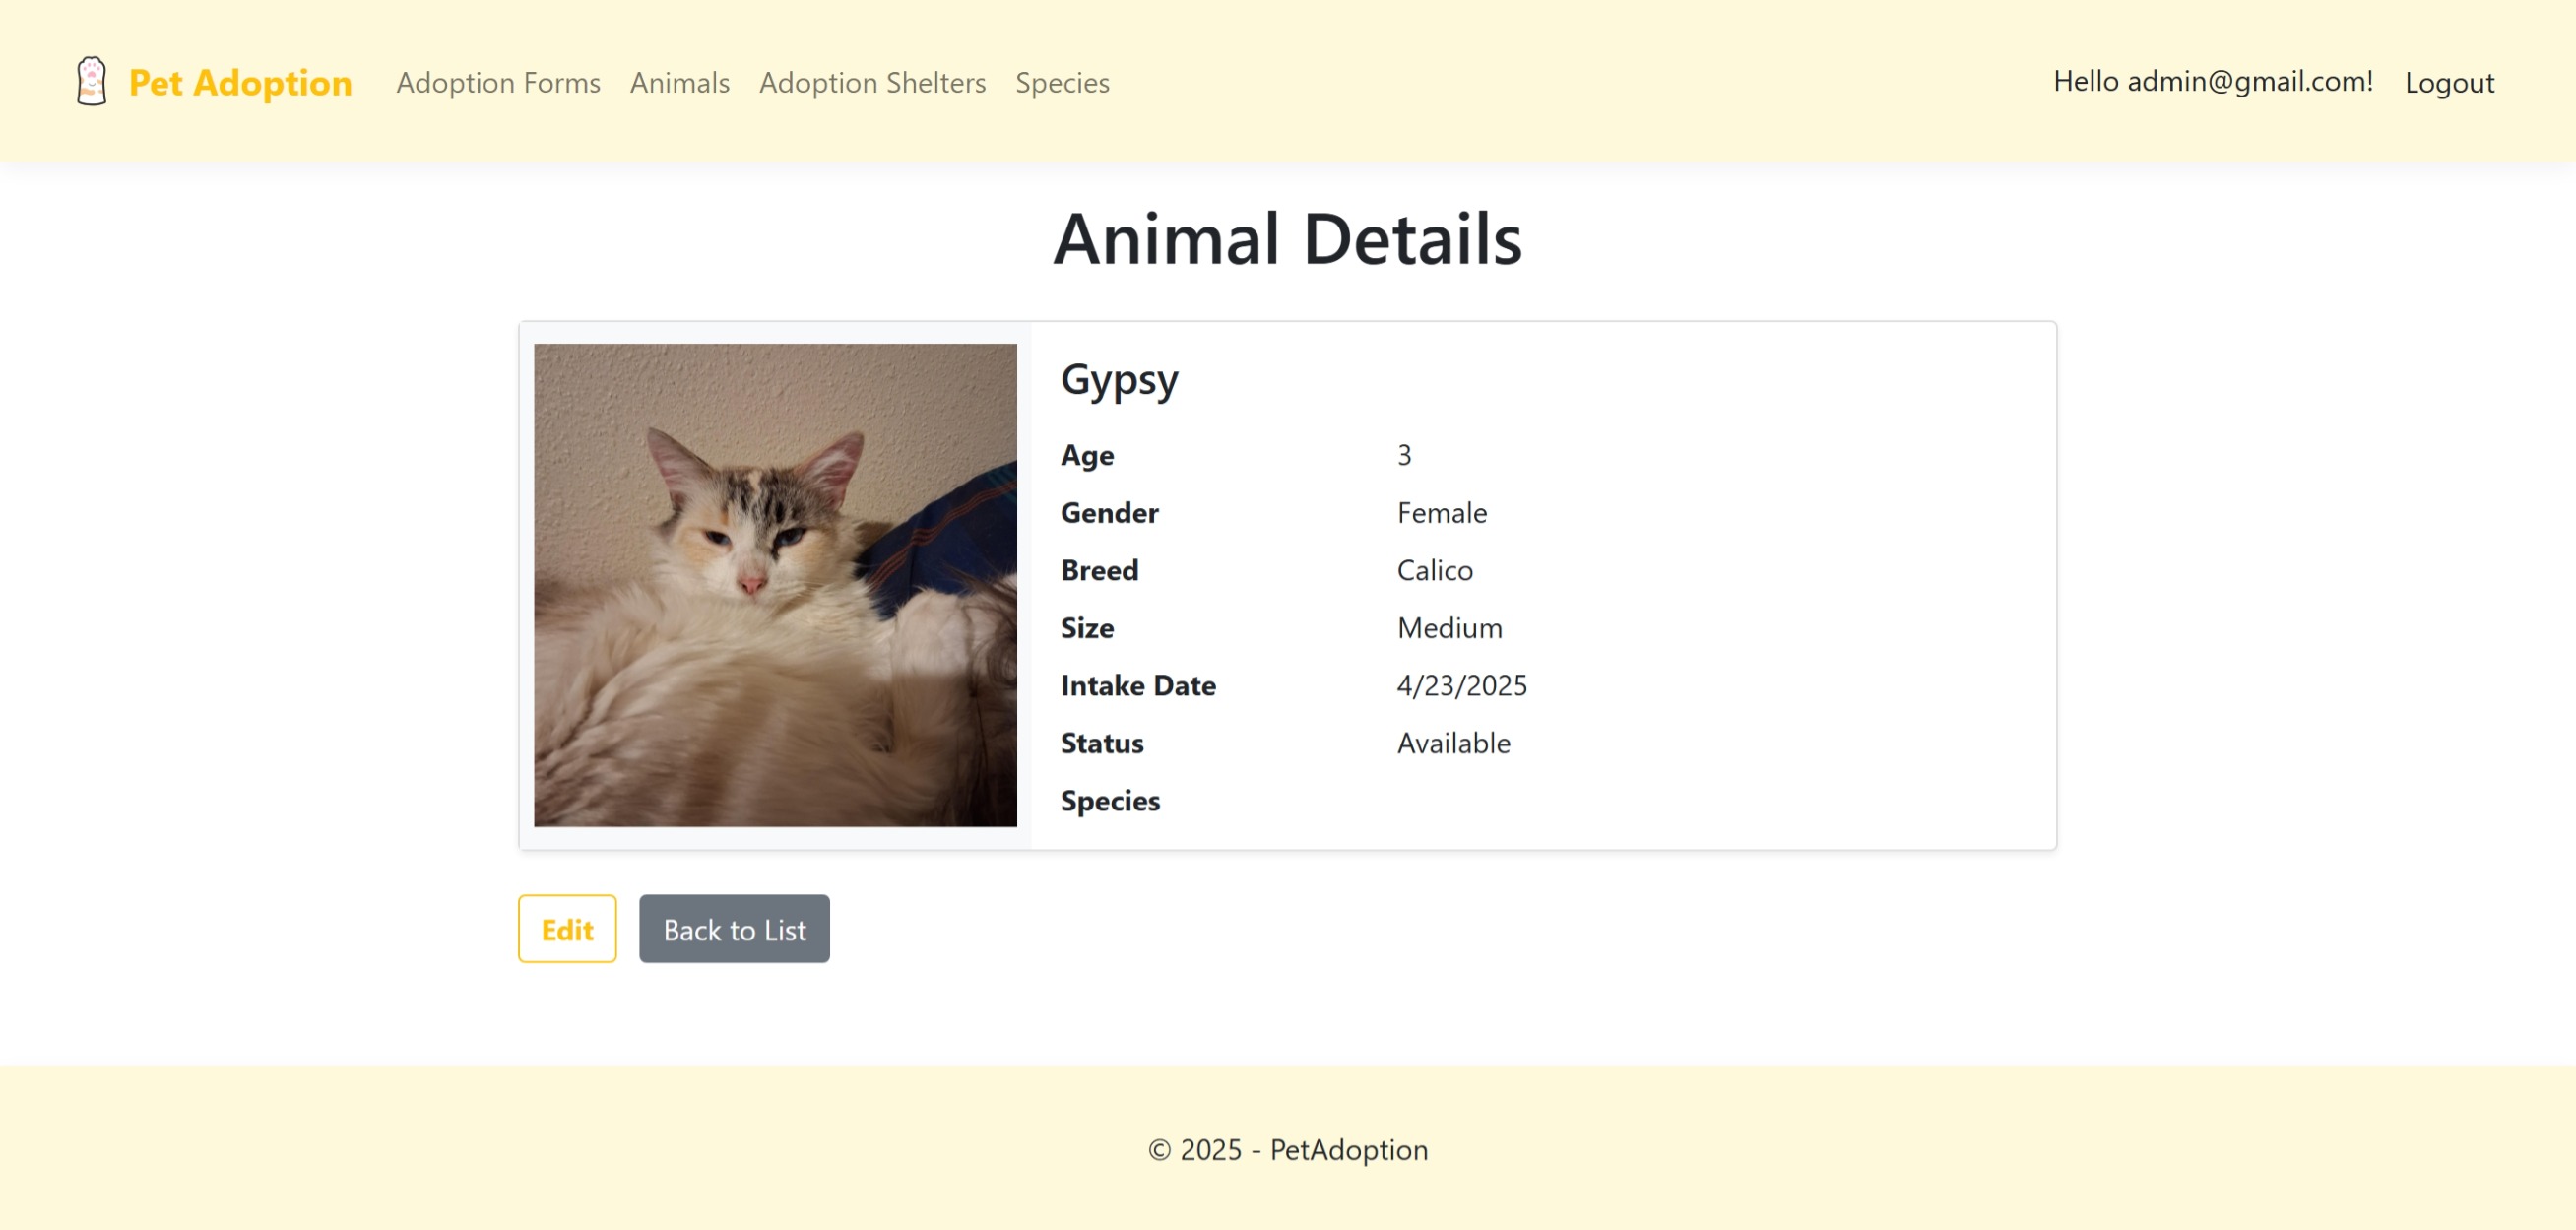 Pet Adoption Adoption Forms Animals Adoption Shelters Species Hello admin@gmail.com! Logout
Animal Details
Gypsy
Age 3
Gender Female
Breed Calico
Size Medium
Intake Date 4/23/2025
Status Available
Species
Edit Back to List
© 2025 - PetAdoption